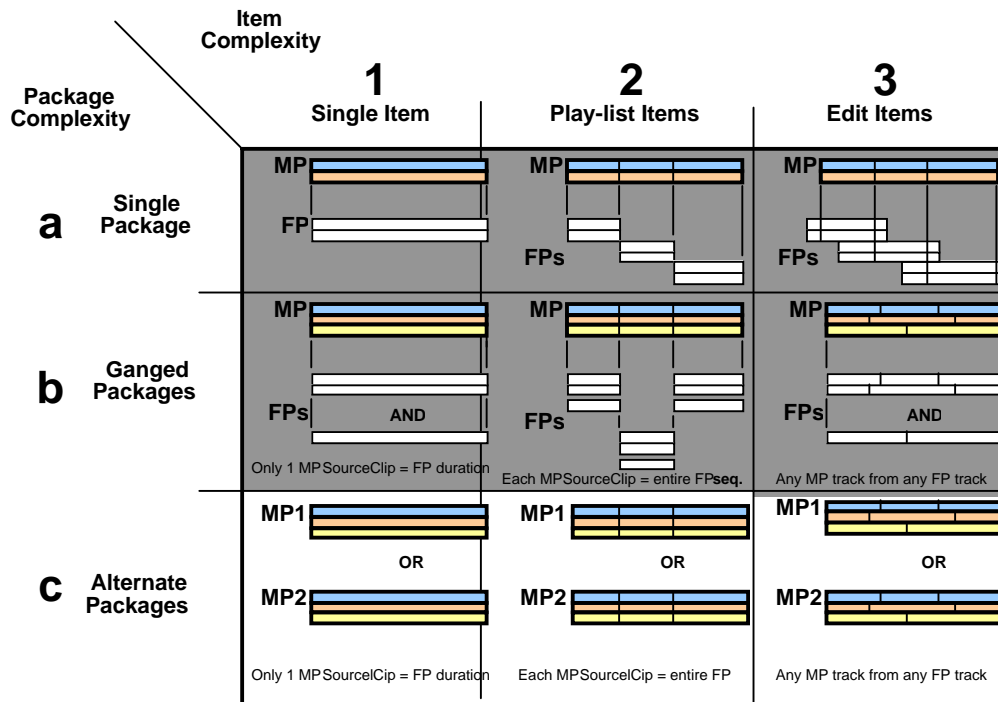 Item
Complexity
1
2
3
Package
Complexity
Single Item
Play-list Items
Edit Items
MP
MP
MP
a
Single
Package
FP
FPs
FPs
MP
MP
MP
b
Ganged
Packages
FPs
AND
FPs
FPs
AND
Only 1 MPSourceClip = FP duration
Each MPSourceClip = entire FPseq.
Any MP track from any FP track
MP1
MP1
MP1
OR
OR
OR
c
Alternate
Packages
MP2
MP2
MP2
Only 1 MPSourcelCip = FP duration
Each MPSourcelCip = entire FP
Any MP track from any FP track